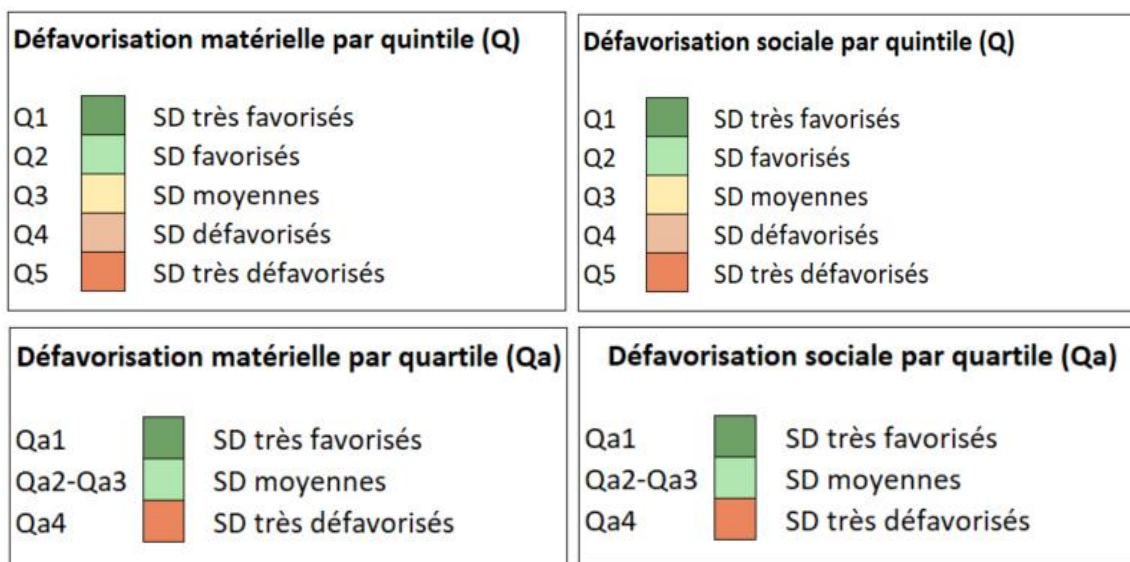 Défavorisation matérielle par quintile (Q)
Q1 SD très favorisés
Q2 SD favorisés
Q3 SD moyennes
Q4 SD défavorisés
Q5 SD très défavorisés
Défavorisation sociale par quintile (Q)
Q1 SD très favorisés
Q2 SD favorisés
Q3 SD moyennes
Q4 SD défavorisés
Q5 SD très défavorisés
Défavorisation matérielle par quartile (Qa)
Qa1 SD très favorisés
Qa2-Qa3 SD moyennes
Qa4 SD très défavorisés
Défavorisation sociale par quartile (Qa)
Qa1 SD très favorisés
Qa2-Qa3 SD moyennes
Qa4 SD très défavorisés